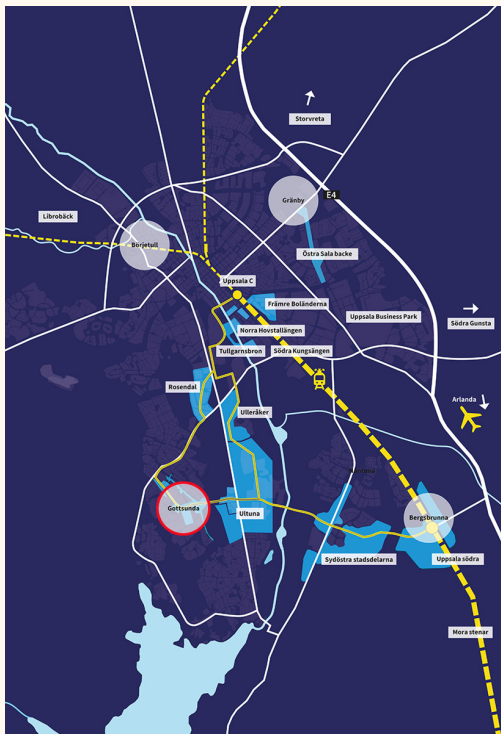 Storvreta
Gränby
E4
Librobäck
Börjetull
Östra Sala backe
Uppsala C
Främre Boländerna
Uppsala Business Park
Södra Gunsta
Norra Hovstallängen
Tullgarnsbron
Södra Kungsängen
Rosendal
Arlanda
Ulleråker
Gottsunda
Ultuna
Bergsbrunna
Sydöstra stadsdelarna
Uppsala södra
Mora stenar